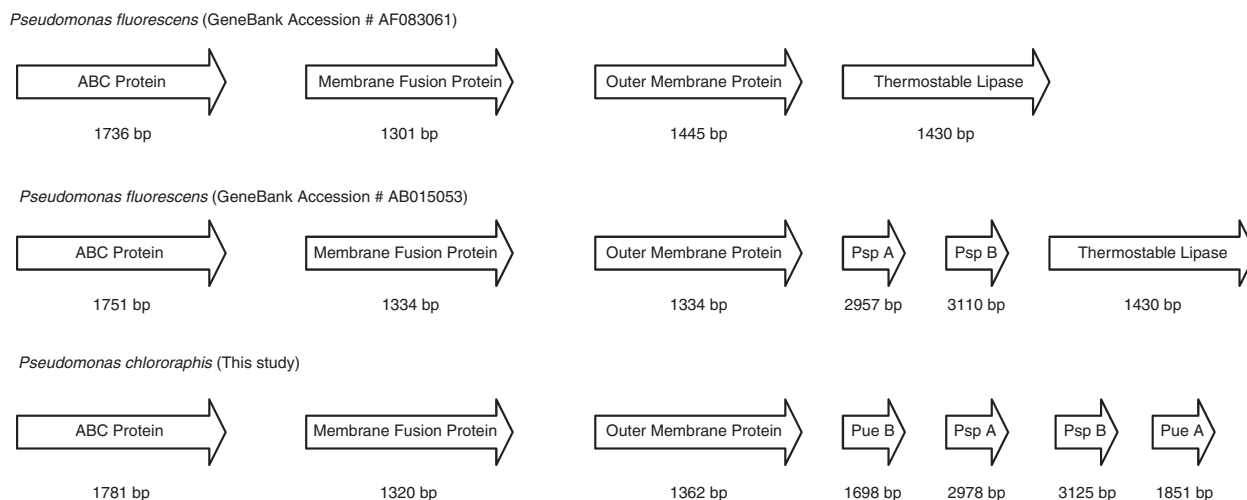 Pseudomonas fluorescens (GeneBank Accession # AF083061)
ABC Protein Membrane Fusion Protein Outer Membrane Protein Thermostable Lipase
1736 bp 1301 bp 1445 bp 1430 bp
Pseudomonas fluorescens (GeneBank Accession # AB015053)
ABC Protein Membrane Fusion Protein Outer Membrane Protein Psp A Psp B Thermostable Lipase
1751 bp 1334 bp 1334 bp 2957 bp 3110 bp 1430 bp
Pseudomonas chlororaphis (This study)
ABC Protein Membrane Fusion Protein Outer Membrane Protein Pue B Psp A Psp B Pue A
1781 bp 1320 bp 1362 bp 1698 bp 2978 bp 3125 bp 1851 bp